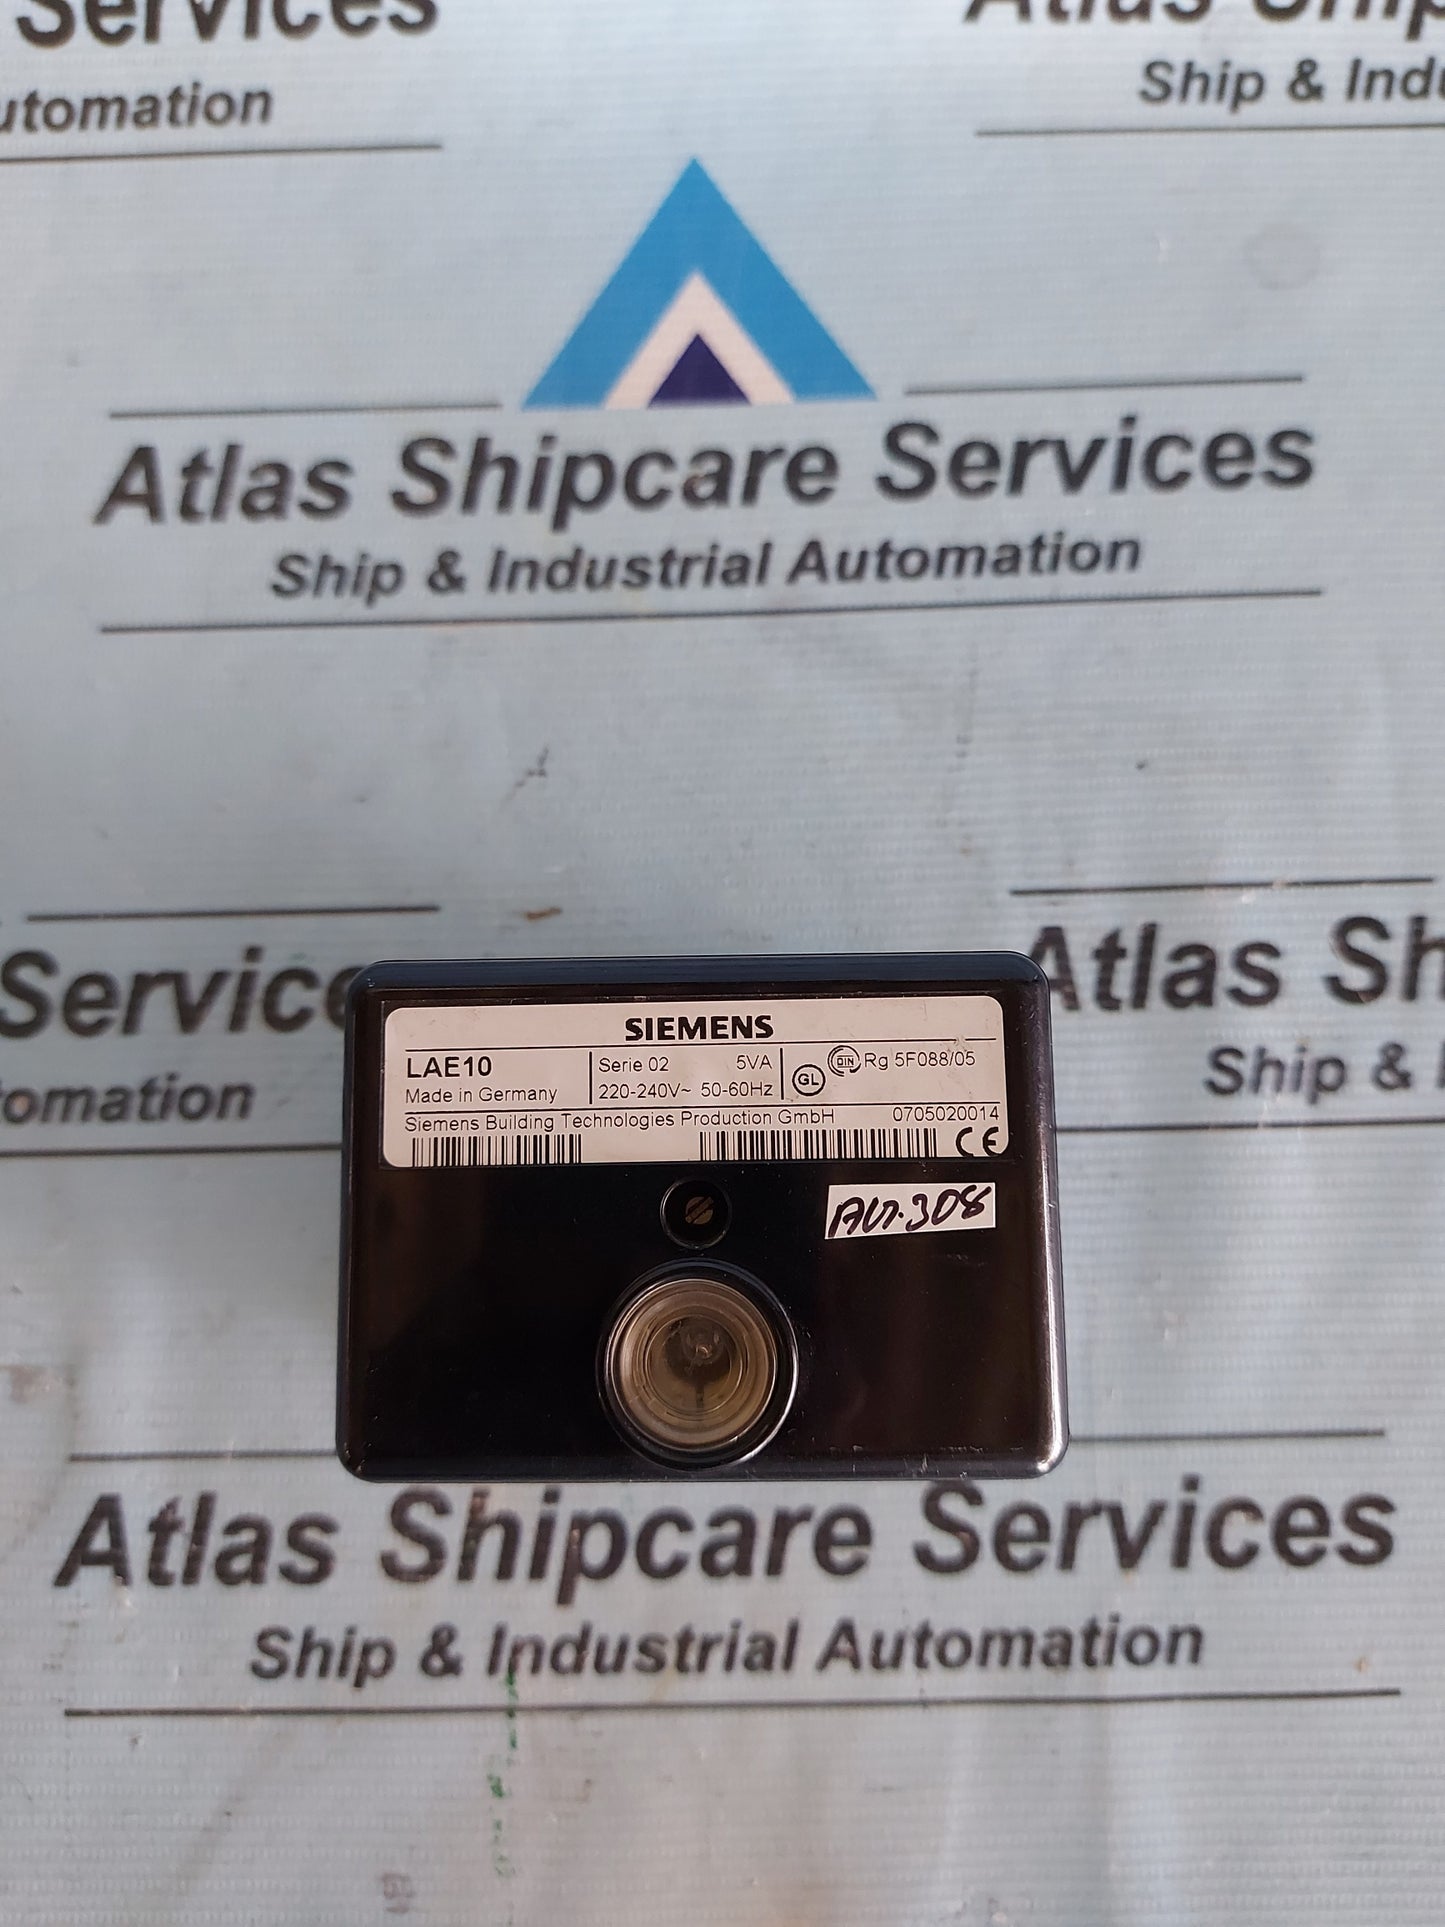 Services
Atlas Ship
utomation
Ship & Indu
Atlas Shipcare Services
Ship & Industrial Automation
Service
Atlas Sh
omation
Ship &
SIEMENS
LAE10
Made in Germany
Serie 02 5VA
220-240V~ 50-60Hz
GL
DIN Rg 5F088/05
Siemens Building Technologies Production GmbH 0705020014
CE
Atlas Shipcare Services
Ship & Industrial Automation